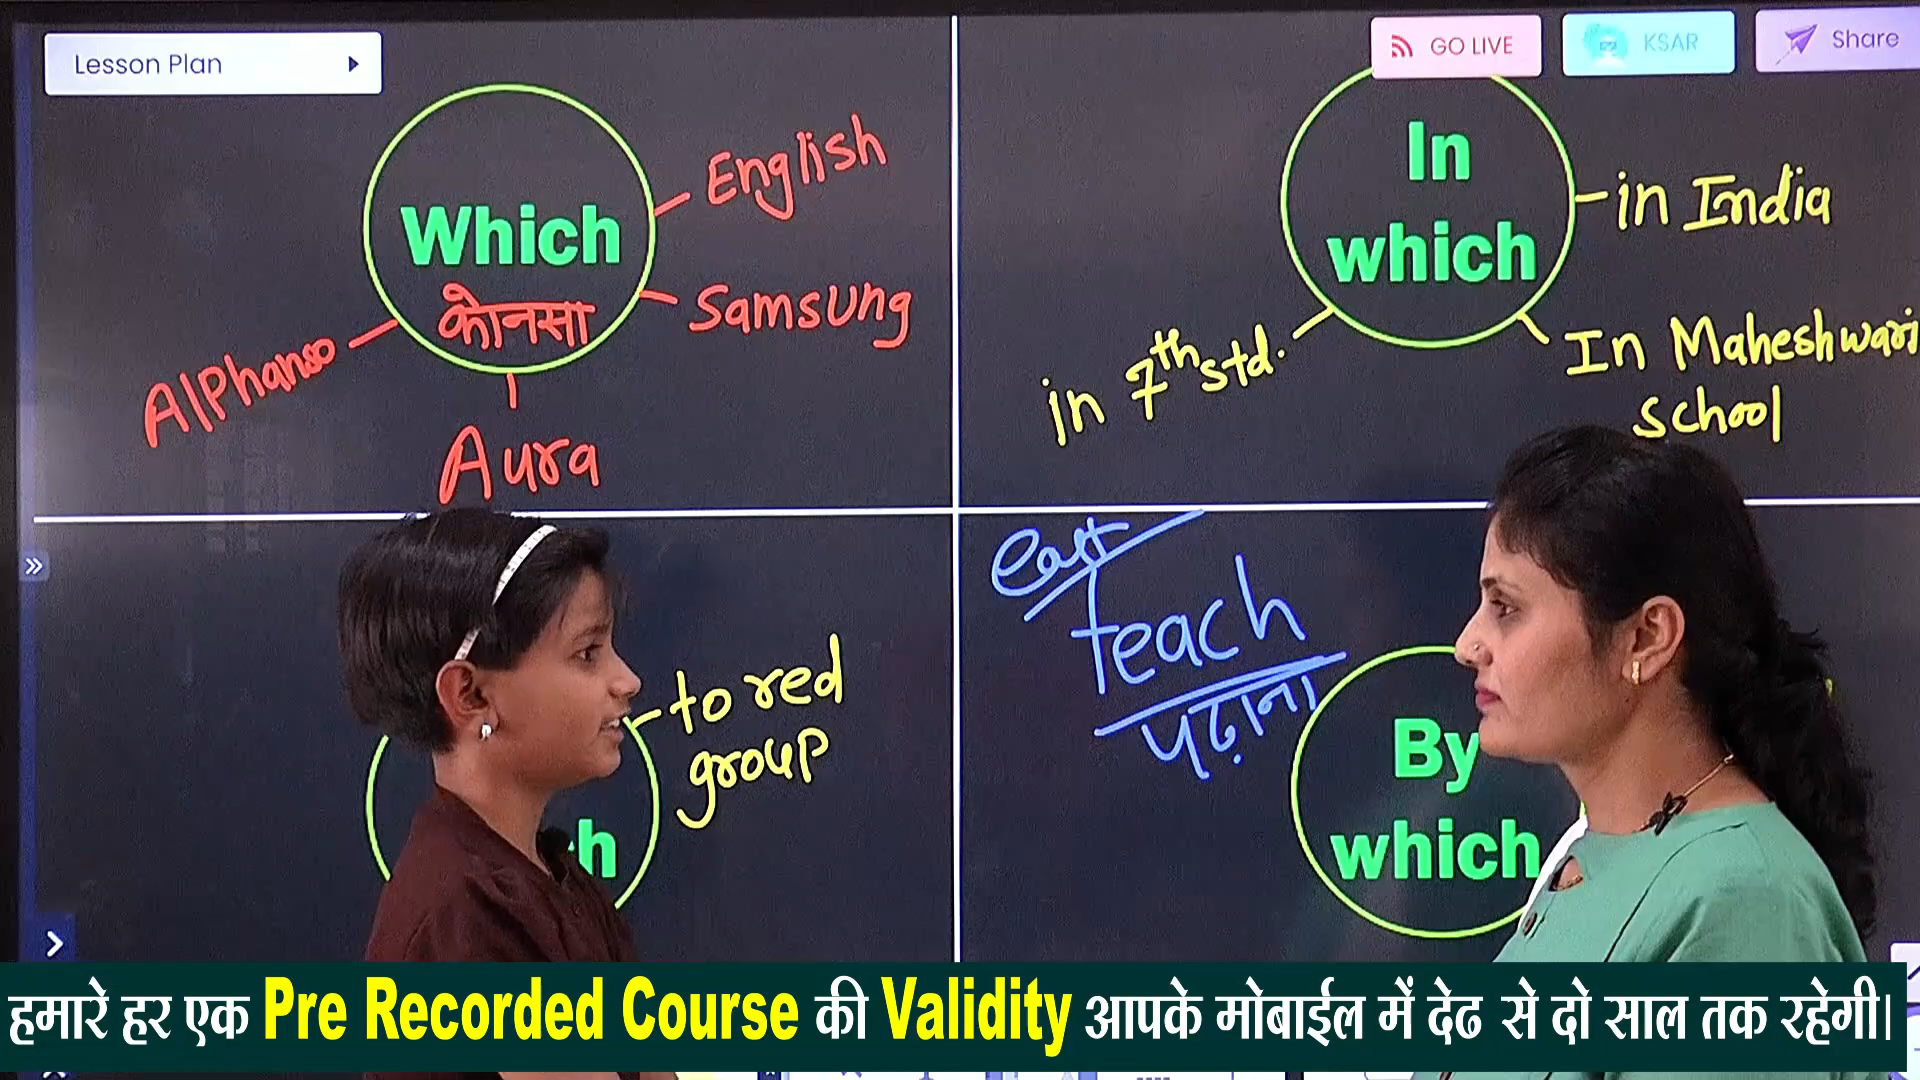 Lesson Plan
GO LIVE
KSAR
Share
Which
कोनसा
English
Samsung
Alphanso
Aura
In
which
in India
in 7th std.
In Maheshwari
School
to red
group
teach
पढ़ाना
By
which
हमारे हर एक Pre Recorded Course की Validity आपके मोबाईल में देढ से दो साल तक रहेगी।